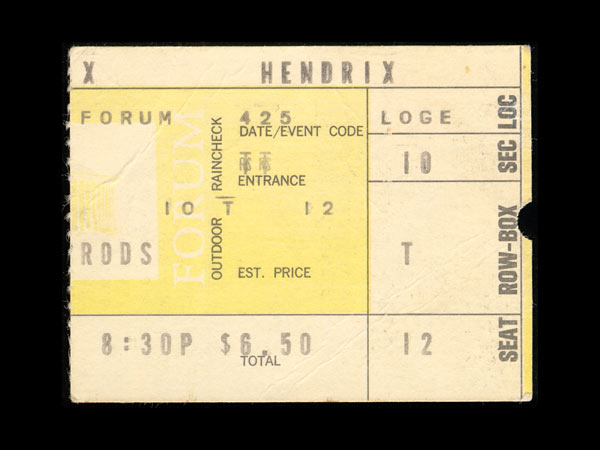 X HENDRIX
FORUM 425 LOGE
DATE/EVENT CODE
ENTRANCE
10
10 T 12
RODS
EST. PRICE
T
8:30P $6.50 12
TOTAL
OUTDOOR RAINCHECK
FORUM
SEAT ROW-BOX SEC LOC